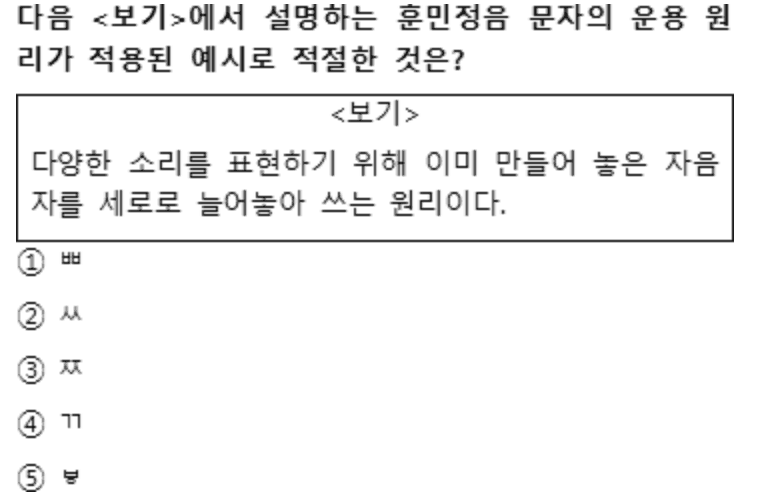 다음 <보기>에서 설명하는 훈민정음 문자의 운용 원
리가 적용된 예시로 적절한 것은?
<보기>
다양한 소리를 표현하기 위해 이미 만들어 놓은 자음
자를 세로로 늘어놓아 쓰는 원리이다.
① ㅃ
② ㅆ
③ ㅉ
④ ㄲ
⑤ ㅸ